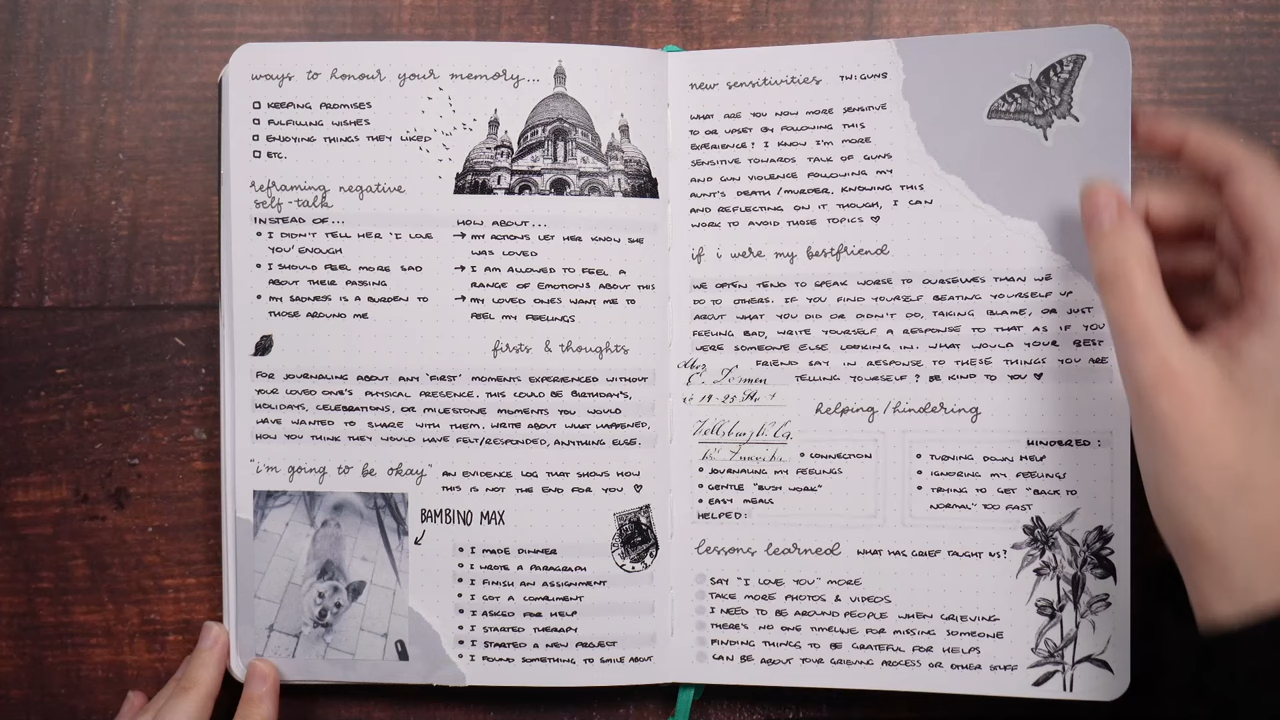 ways to honour your memory...
KEEPING PROMISES
FULFILLING WISHES
ENJOYING THINGS THEY LIKED
ETC.
reframing negative
self-talk
INSTEAD OF...
I DIDN'T TELL HER 'I LOVE
YOU' ENOUGH
I SHOULD FEEL MORE SAD
ABOUT THEIR PASSING
MY SADNESS IS A BURDEN TO
THOSE AROUND ME
HOW ABOUT...
→ MY ACTIONS LET HER KNOW SHE
WAS LOVED
→ I AM ALLOWED TO FEEL A
RANGE OF EMOTIONS ABOUT THIS
→ MY LOVED ONES WANT ME TO
FEEL MY FEELINGS
firsts & thoughts
FOR JOURNALING ABOUT ANY 'FIRST' MOMENTS EXPERIENCED WITHOUT
YOUR LOVED ONE'S PHYSICAL PRESENCE. THIS COULD BE BIRTHDAY'S,
HOLIDAYS, CELEBRATIONS, OR MILESTONE MOMENTS YOU WOULD
HAVE WANTED TO SHARE WITH THEM. WRITE ABOUT WHAT HAPPENED,
HOW YOU THINK THEY WOULD HAVE FELT/RESPONDED, ANYTHING ELSE.
"i'm going to be okay"
AN EVIDENCE LOG THAT SHOWS HOW
THIS IS NOT THE END FOR YOU ♡
BAMBINO MAX
I MADE DINNER
I WROTE A PARAGRAPH
I FINISH AN ASSIGNMENT
I GOT A COMPLIMENT
I ASKED FOR HELP
I STARTED THERAPY
I STARTED A NEW PROJECT
I FOUND SOMETHING TO SMILE ABOUT
new sensitivities TW: GUNS
WHAT ARE YOU NOW MORE SENSITIVE
TO OR UPSET BY FOLLOWING THIS
EXPERIENCE? I KNOW I'M MORE
SENSITIVE TOWARDS TALK OF GUNS
AND GUN VIOLENCE FOLLOWING MY
AUNT'S DEATH/MURDER. KNOWING THIS
AND REFLECTING ON IT THOUGH, I CAN
WORK TO AVOID THOSE TOPICS ♡
if i were my bestfriend
WE OFTEN TEND TO SPEAK WORSE TO OURSELVES THAN WE
DO TO OTHERS. IF YOU FIND YOURSELF BEATING YOURSELF UP
ABOUT WHAT YOU DID OR DIDN'T DO, TAKING BLAME, OR JUST
FEELING BAD, WRITE YOURSELF A RESPONSE TO THAT AS IF YOU
WERE SOMEONE ELSE LOOKING IN. WHAT WOULD YOUR BEST
FRIEND SAY IN RESPONSE TO THESE THINGS YOU ARE
TELLING YOURSELF? BE KIND TO YOU ♡
helping/hindering
CONNECTION
JOURNALING MY FEELINGS
GENTLE "BUSY WORK"
EASY MEALS
HELPED:
HINDERED:
TURNING DOWN HELP
IGNORING MY FEELINGS
TRYING TO GET "BACK TO
NORMAL" TOO FAST
lessons learned WHAT HAS GRIEF TAUGHT US?
SAY "I LOVE YOU" MORE
TAKE MORE PHOTOS & VIDEOS
I NEED TO BE AROUND PEOPLE WHEN GRIEVING
THERE'S NO ONE TIMELINE FOR MISSING SOMEONE
FINDING THINGS TO BE GRATEFUL FOR HELPS
CAN BE ABOUT YOUR GRIEVING PROCESS OR OTHER STUFF